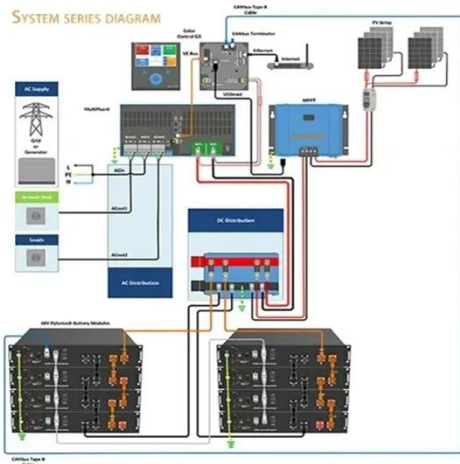 SYSTEM SERIES DIAGRAM
CANbus Type B
Cable
Color
Control GX
CANbus Terminator
PV Array
VE.Bus
Ethernet
Internet
AC Supply
MultiPlus-II
VE.Direct
MPPT
Grid
or
Generator
L
PE
N
ACin
ACout1
Loads
DC Distribution
ACout2
AC Distribution
48V Pylontech Battery Modules
CANbus Type B